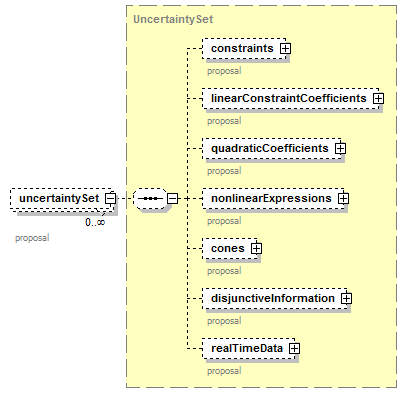 UncertaintySet
constraints
proposal
linearConstraintCoefficients
proposal
quadraticCoefficients
proposal
uncertaintySet
0..∞
proposal
nonlinearExpressions
proposal
cones
proposal
disjunctiveInformation
proposal
realTimeData
proposal